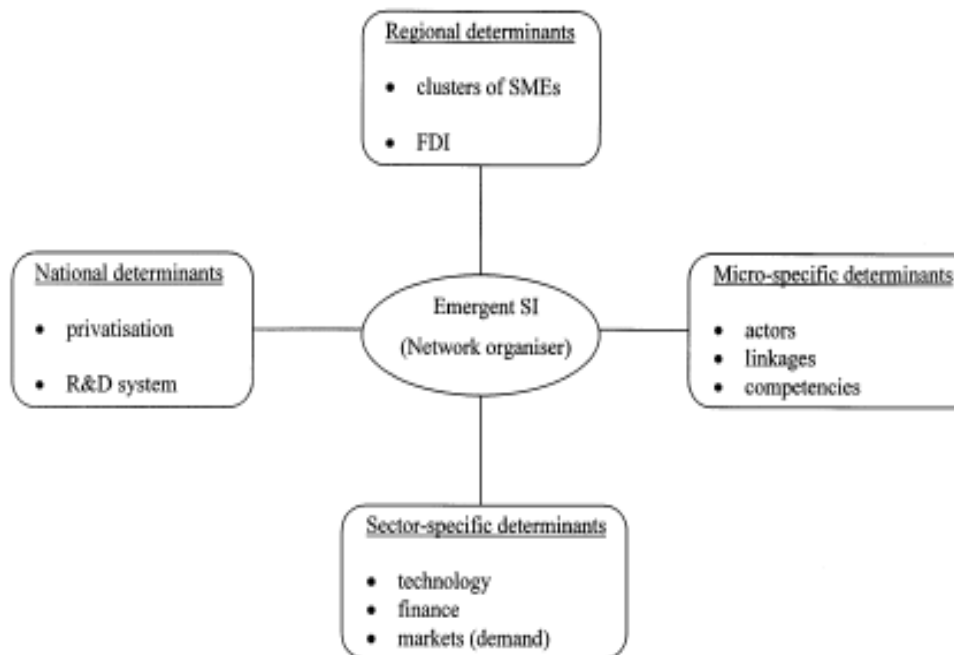 Regional determinants
• clusters of SMEs
• FDI
National determinants
• privatisation
• R&D system
Emergent SI
(Network organiser)
Micro-specific determinants
• actors
• linkages
• competencies
Sector-specific determinants
• technology
• finance
• markets (demand)